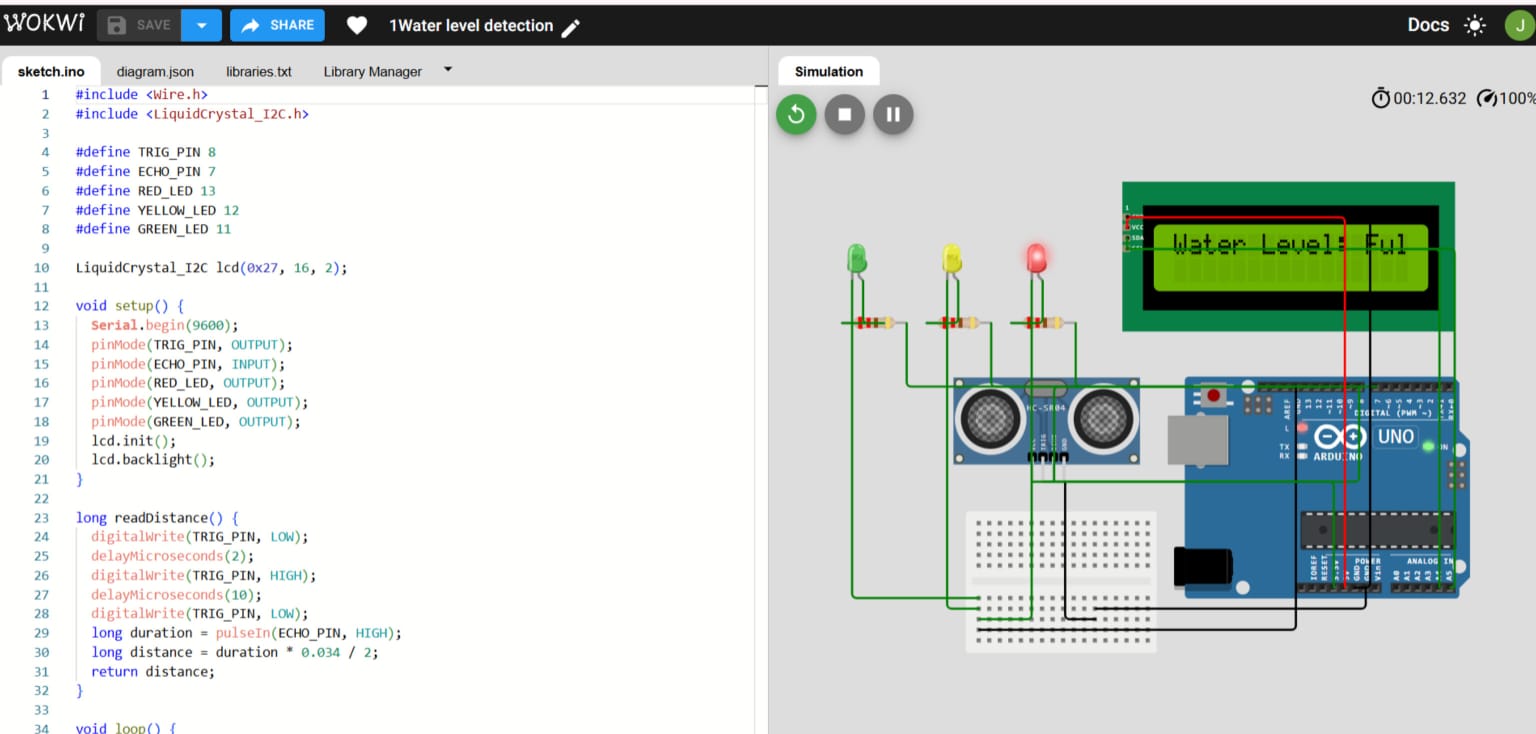 WOKWI SAVE SHARE 1Water level detection Docs J
sketch.ino diagram.json libraries.txt Library Manager
Simulation
00:12.632 100%
1 #include <Wire.h>
2 #include <LiquidCrystal_I2C.h>
3
4 #define TRIG_PIN 8
5 #define ECHO_PIN 7
6 #define RED_LED 13
7 #define YELLOW_LED 12
8 #define GREEN_LED 11
9
10 LiquidCrystal_I2C lcd(0x27, 16, 2);
11
12 void setup() {
13 Serial.begin(9600);
14 pinMode(TRIG_PIN, OUTPUT);
15 pinMode(ECHO_PIN, INPUT);
16 pinMode(RED_LED, OUTPUT);
17 pinMode(YELLOW_LED, OUTPUT);
18 pinMode(GREEN_LED, OUTPUT);
19 lcd.init();
20 lcd.backlight();
21 }
22
23 long readDistance() {
24 digitalWrite(TRIG_PIN, LOW);
25 delayMicroseconds(2);
26 digitalWrite(TRIG_PIN, HIGH);
27 delayMicroseconds(10);
28 digitalWrite(TRIG_PIN, LOW);
29 long duration = pulseIn(ECHO_PIN, HIGH);
30 long distance = duration * 0.034 / 2;
31 return distance;
32 }
33
34 void loop() {
1
VCC
SDA
Water Level: Ful
HC-SR04
TRIG
GND
AREF
GND
13
12
~11
~10
~9
8
7
~6
~5
4
~3
2
DIGITAL (PWM ~)
L
TX
RX
UNO
ON
ARDUINO
POWER
ANALOG IN
IOREF
RESET
GND
Vin
A0
A1
A2
A3
A5